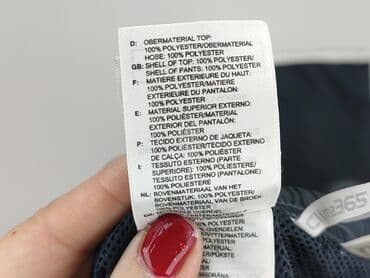 D: OBERMATERIAL TOP:
100% POLYESTER/OBERMATERIAL
HOSE: 100% POLYESTER
GB: SHELL OF TOP: 100% POLYESTER/
SHELL OF PANTS: 100% POLYESTER
F: MATIERE EXTERIEURE DU HAUT:
100% POLYESTER/MATIERE
EXTERIEURE DU PANTALON:
100% POLYESTER
E: MATERIAL SUPERIOR EXTERNO:
100% POLIÉSTER/MATERIAL
EXTERIOR DEL PANTALÓN:
100% POLIÉSTER
P: TECIDO EXTERNO DE JAQUETA:
100% POLIÉSTER/TECIDO EXTERNO
DE CALÇA: 100% POLIÉSTER
I: TESSUTO ESTERNO (PARTE
SUPERIORE): 100% POLIESTERE/
TESSUTO ESTERNO (PANTALONE):
100% POLIESTERE
NL: BOVENMATERIAAL VAN HET
BOVENSTUK: 100% POLYESTER/
BOVENMATERIAAL VAN DE BROEK:
100% POLYESTER